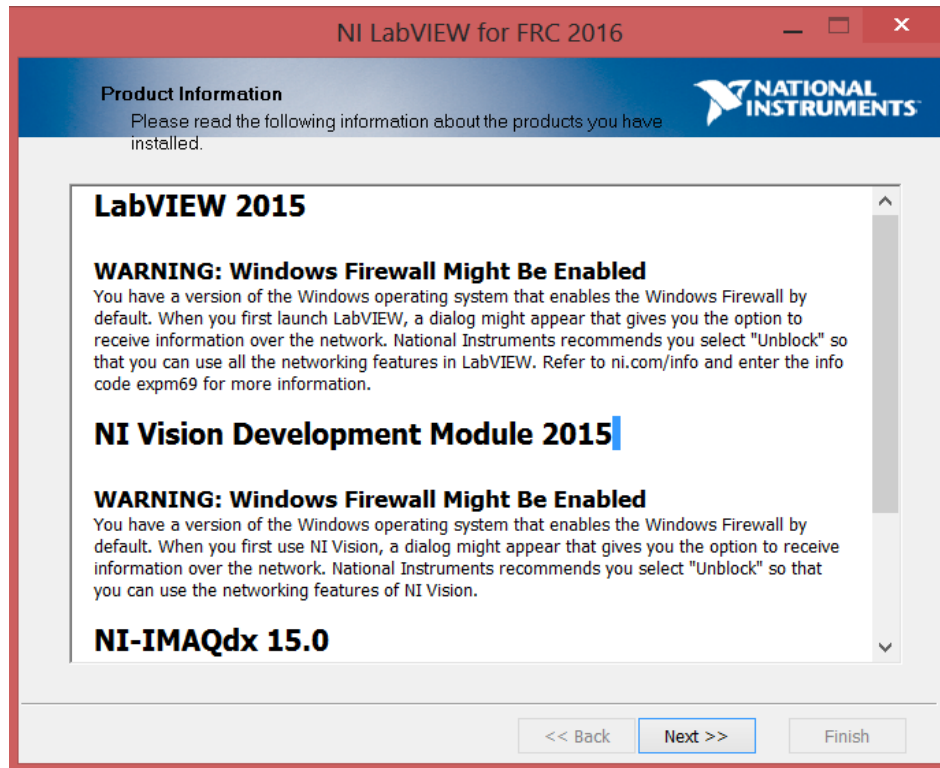 NI LabVIEW for FRC 2016
Product Information
Please read the following information about the products you have
installed.
NATIONAL
INSTRUMENTS
LabVIEW 2015
WARNING: Windows Firewall Might Be Enabled
You have a version of the Windows operating system that enables the Windows Firewall by
default. When you first launch LabVIEW, a dialog might appear that gives you the option to
receive information over the network. National Instruments recommends you select "Unblock" so
that you can use all the networking features in LabVIEW. Refer to ni.com/info and enter the info
code expm69 for more information.
NI Vision Development Module 2015
WARNING: Windows Firewall Might Be Enabled
You have a version of the Windows operating system that enables the Windows Firewall by
default. When you first use NI Vision, a dialog might appear that gives you the option to receive
information over the network. National Instruments recommends you select "Unblock" so that
you can use the networking features of NI Vision.
NI-IMAQdx 15.0
<< Back Next >> Finish